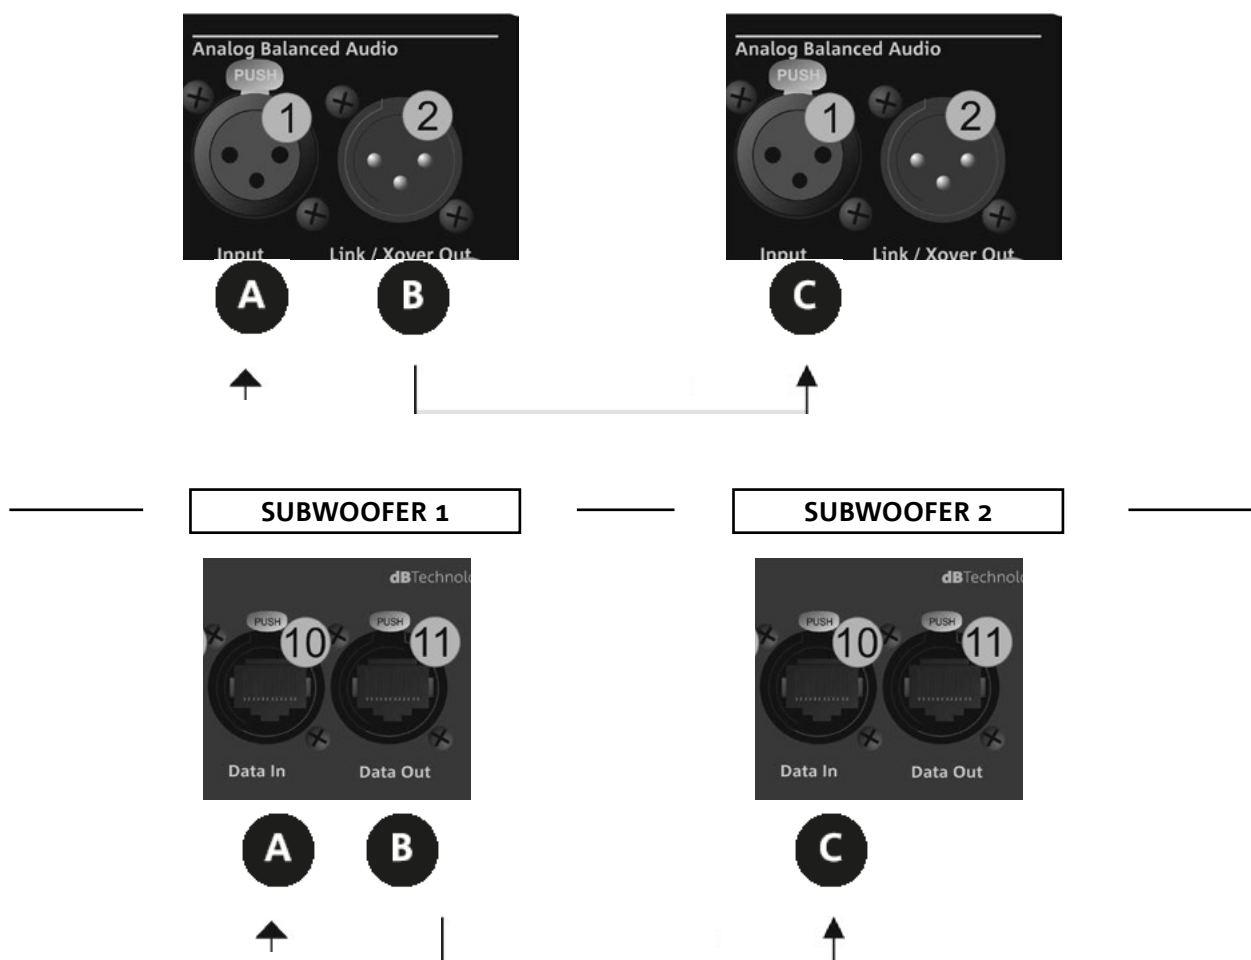 Analog Balanced Audio Analog Balanced Audio
PUSH PUSH
1 2 1 2
Input Link / Xover Out Input Link / Xover Out
A B C
SUBWOOFER 1 SUBWOOFER 2
dBTechnolo dBTechnolo
PUSH PUSH PUSH PUSH
10 11 10 11
Data In Data Out Data In Data Out
A B C